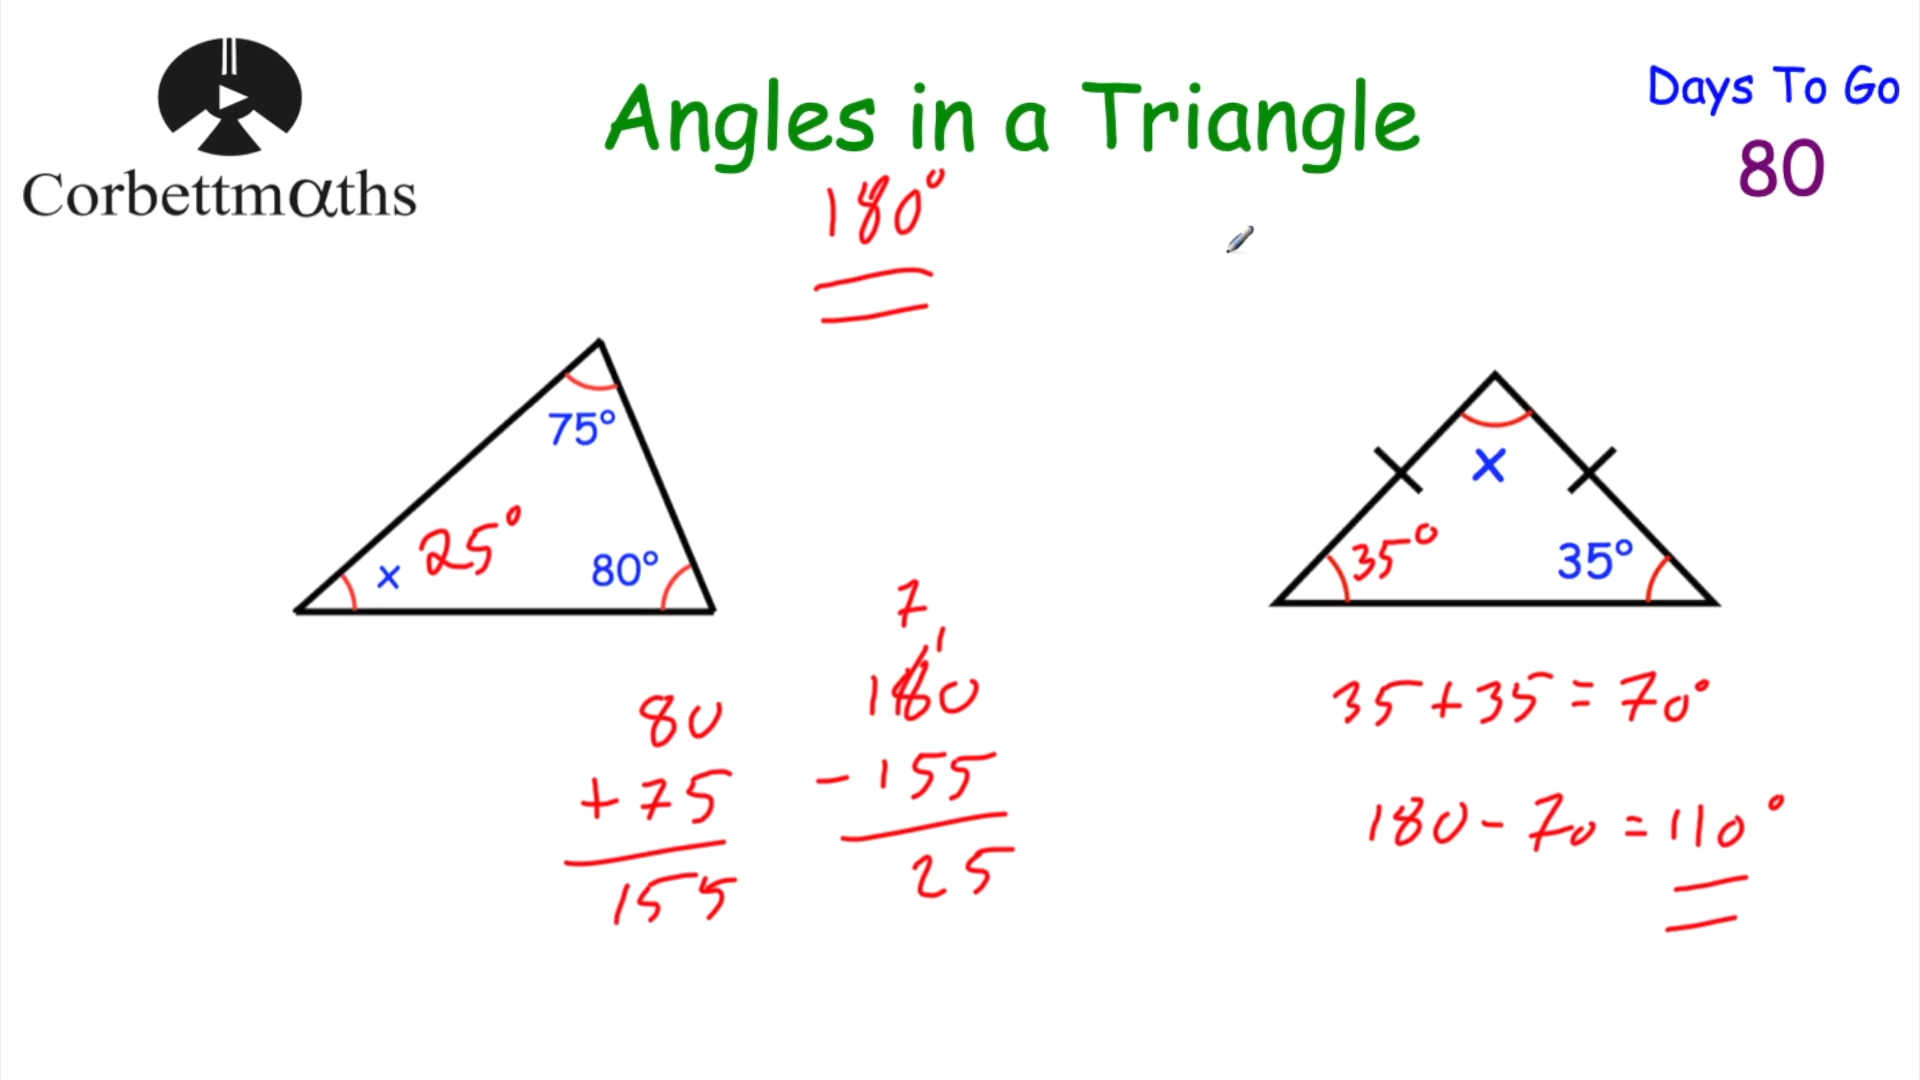 Corbettmαths
Angles in a Triangle
Days To Go
80
180°
75°
x 25°
80°
80
+ 75
155
7
1
180
- 155
25
x
35°
35°
35 + 35 = 70°
180 - 70 = 110°